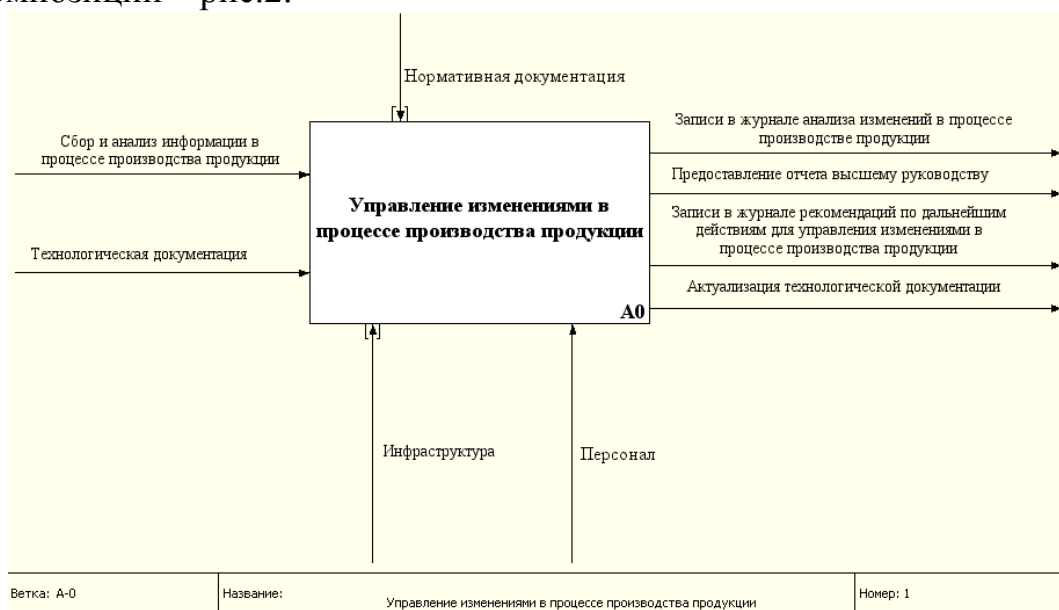 рис.2.
Нормативная документация
Сбор и анализ информации в
процессе производства продукции
Технологическая документация
Управление изменениями в
процессе производства продукции
A0
Записи в журнале анализа изменений в процессе
производстве продукции
Предоставление отчета высшему руководству
Записи в журнале рекомендаций по дальнейшим
действиям для управления изменениями в
процессе производства продукции
Актуализация технологической документации
Инфраструктура
Персонал
Ветка: A-0
Название:
Управление изменениями в процессе производства продукции
Номер: 1